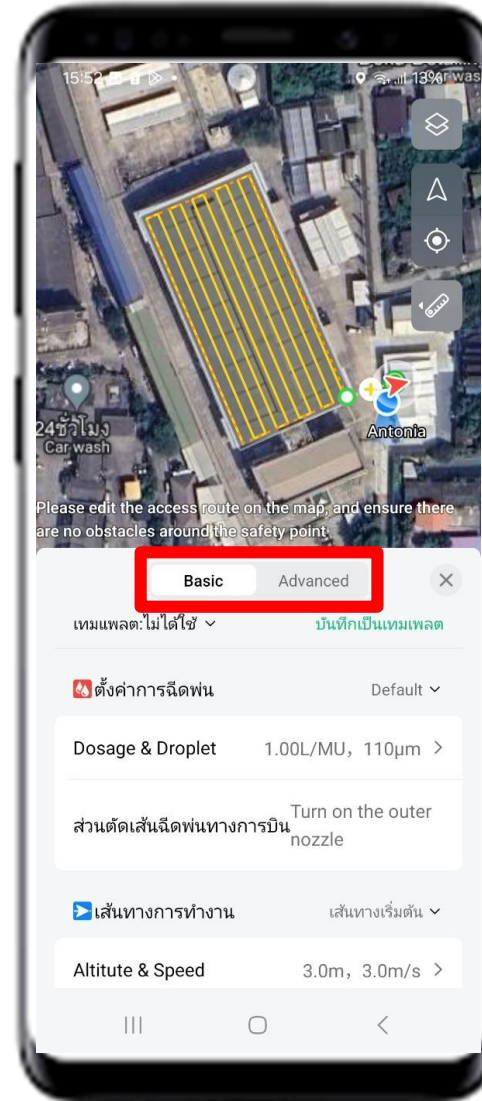 15:52
13%
24ชั่วโมง
Car wash
Antonia
Please edit the access route on the map, and ensure there
are no obstacles around the safety point
Basic
Advanced
เทมแพลต:ไม่ได้ใช้
บันทึกเป็นเทมเพลต
ตั้งค่าการฉีดพ่น
Default
Dosage & Droplet
1.00L/MU, 110μm
ส่วนตัดเส้นฉีดพ่นทางการบิน
Turn on the outer
nozzle
เส้นทางการทำงาน
เส้นทางเริ่มต้น
Altitute & Speed
3.0m, 3.0m/s